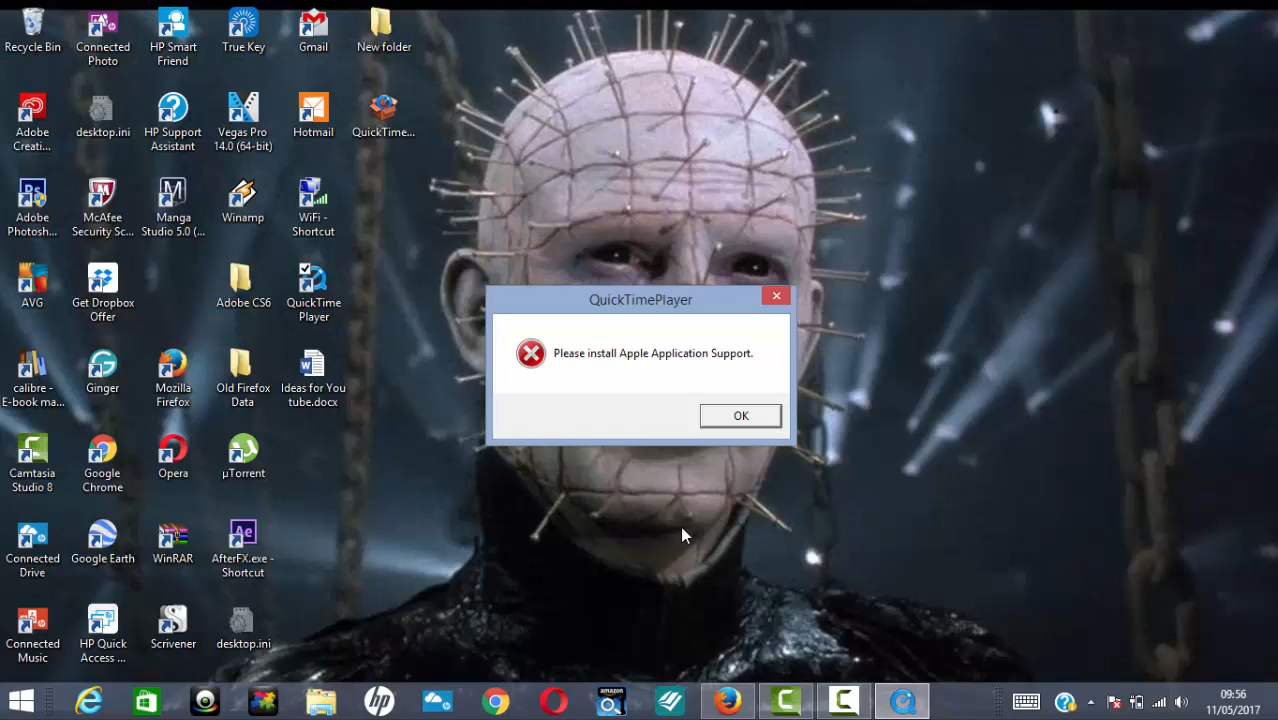 Recycle Bin
Connected
Photo
HP Smart
Friend
True Key
Gmail
New folder
Adobe
Creati...
desktop.ini
HP Support
Assistant
Vegas Pro
14.0 (64-bit)
Hotmail
QuickTime...
Adobe
Photosh...
McAfee
Security Sc...
Manga
Studio 5.0 (...
Winamp
WiFi -
Shortcut
AVG
Get Dropbox
Offer
Adobe CS6
QuickTime
Player
calibre -
E-book ma...
Ginger
Mozilla
Firefox
Old Firefox
Data
Ideas for You
tube.docx
Camtasia
Studio 8
Google
Chrome
Opera
µTorrent
Connected
Drive
Google Earth
WinRAR
AfterFX.exe -
Shortcut
Connected
Music
HP Quick
Access ...
Scrivener
desktop.ini
QuickTimePlayer
Please install Apple Application Support.
OK
amazon
09:56
11/05/2017